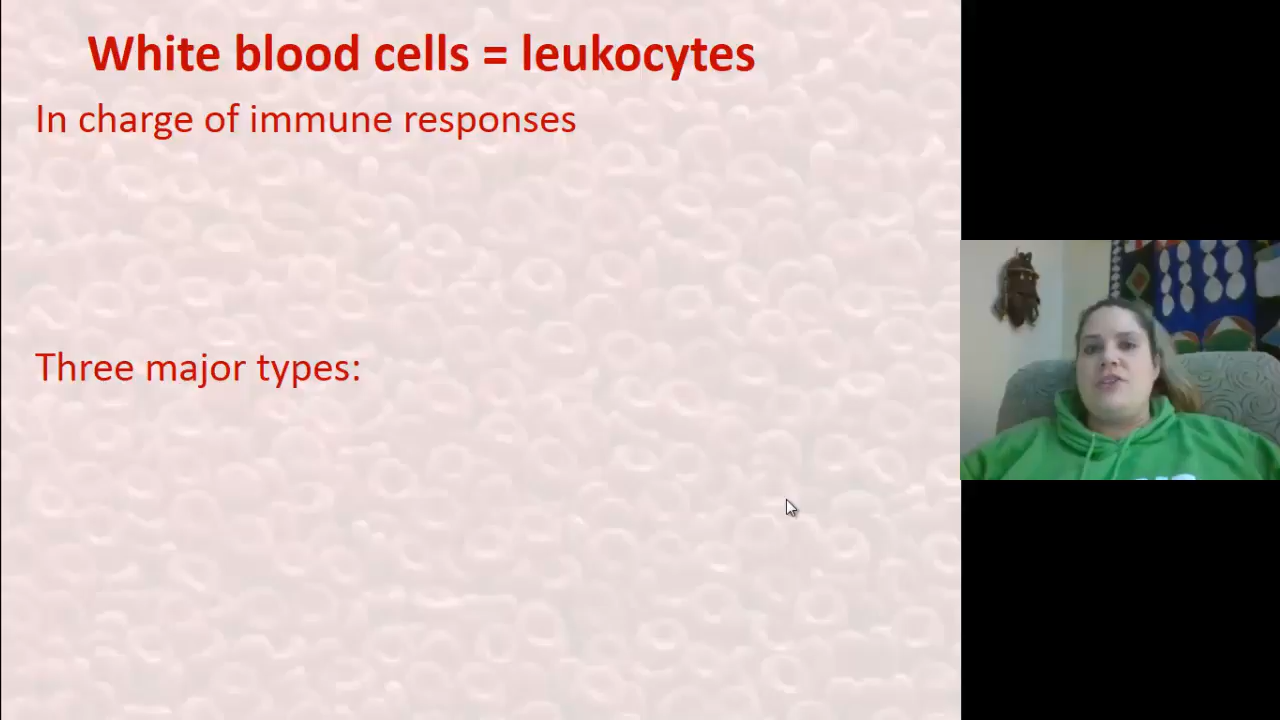 White blood cells = leukocytes
In charge of immune responses
Three major types: